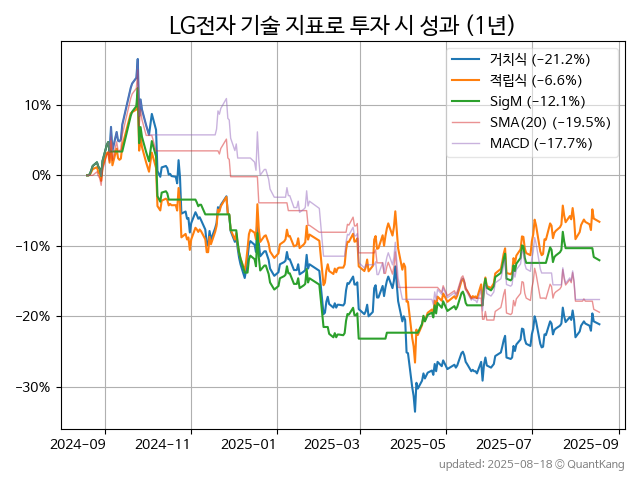 LG전자 기술 지표로 투자 시 성과 (1년)
거치식 (−21.2%)
적립식 (−6.6%)
SigM (−12.1%)
SMA(20) (−19.5%)
MACD (−17.7%)
10%
0%
−10%
−20%
−30%
2024-09 2024-11 2025-01 2025-03 2025-05 2025-07 2025-09
updated: 2025-08-18 © QuantKang